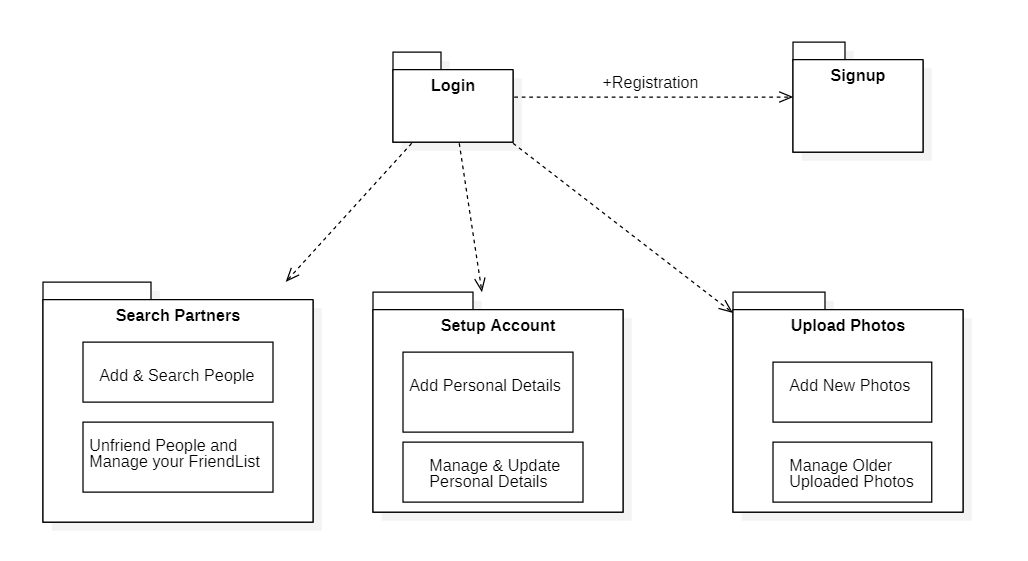 Login
+Registration
Signup
Search Partners
Add & Search People
Unfriend People and
Manage your FriendList
Setup Account
Add Personal Details
Manage & Update
Personal Details
Upload Photos
Add New Photos
Manage Older
Uploaded Photos